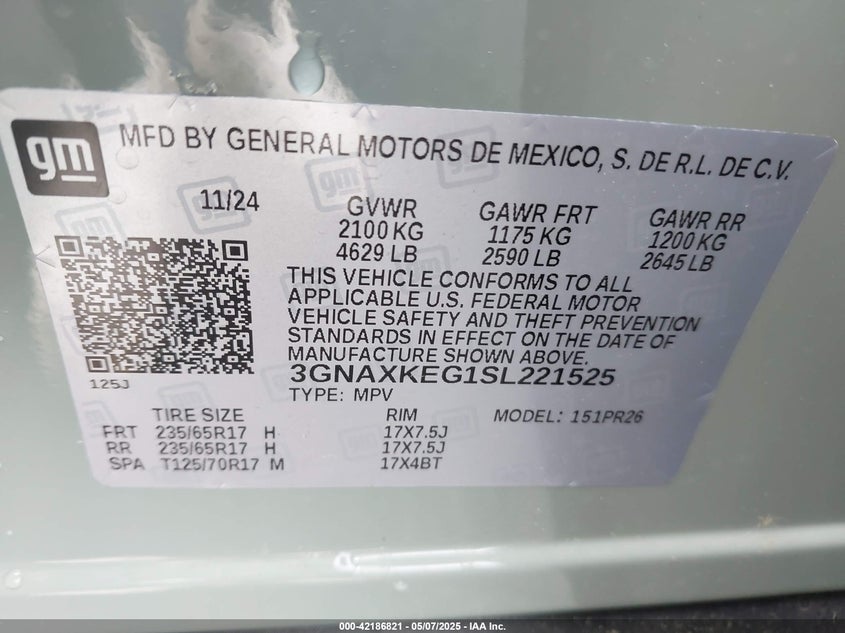 gm
MFD BY GENERAL MOTORS DE MEXICO, S. DE R.L. DE C.V.
11/24 GVWR GAWR FRT GAWR RR
2100 KG 1175 KG 1200 KG
4629 LB 2590 LB 2645 LB
THIS VEHICLE CONFORMS TO ALL
APPLICABLE U.S. FEDERAL MOTOR
VEHICLE SAFETY AND THEFT PREVENTION
STANDARDS IN EFFECT ON THE DATE OF
MANUFACTURE SHOWN ABOVE.
3GNAXKEG1SL221525
125J TYPE: MPV
TIRE SIZE RIM MODEL: 151PR26
FRT 235/65R17 H 17X7.5J
RR 235/65R17 H 17X7.5J
SPA T125/70R17 M 17X4BT
000-42186821 — 05/07/2025 — IAA Inc.